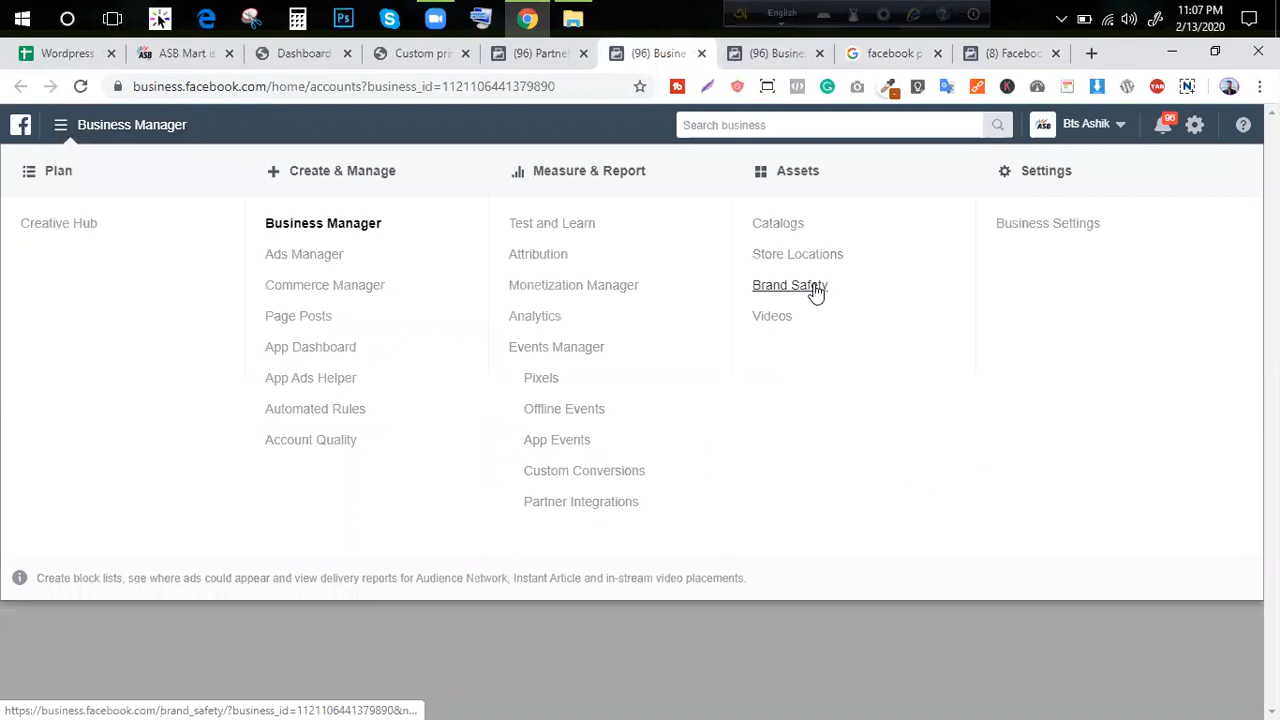 English
11:07 PM
2/13/2020
Wordpress
ASB Mart is
Dashboard
Custom pri
(96) Partne
(96) Busine
(96) Busine
facebook p
(8) Faceboo
business.facebook.com/home/accounts?business_id=1121106441379890
Business Manager
Search business
ASB
Bts Ashik
96
Plan
Create & Manage
Measure & Report
Assets
Settings
Creative Hub
Business Manager
Test and Learn
Catalogs
Business Settings
Ads Manager
Attribution
Store Locations
Commerce Manager
Monetization Manager
Brand Safety
Page Posts
Analytics
Videos
App Dashboard
Events Manager
App Ads Helper
Pixels
Automated Rules
Offline Events
Account Quality
App Events
Custom Conversions
Partner Integrations
Create block lists, see where ads could appear and view delivery reports for Audience Network, Instant Article and in-stream video placements.
https://business.facebook.com/brand_safety/?business_id=1121106441379890&n...